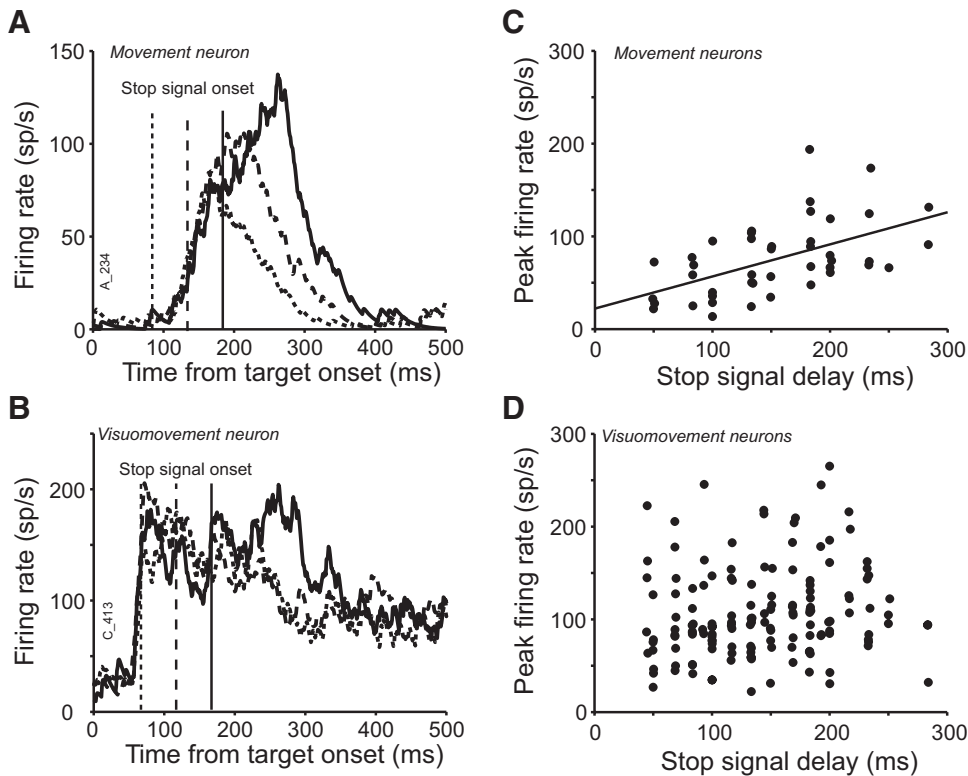 A
Movement neuron
Stop signal onset
150
100
50
0
Firing rate (sp/s)
A_234
0 100 200 300 400 500
Time from target onset (ms)
B
Visuomovement neuron
Stop signal onset
200
100
0
Firing rate (sp/s)
C_413
0 100 200 300 400 500
Time from target onset (ms)
C
Movement neurons
300
200
100
0
Peak firing rate (sp/s)
0 100 200 300
Stop signal delay (ms)
D
Visuomovement neurons
300
200
100
0
Peak firing rate (sp/s)
0 100 200 300
Stop signal delay (ms)